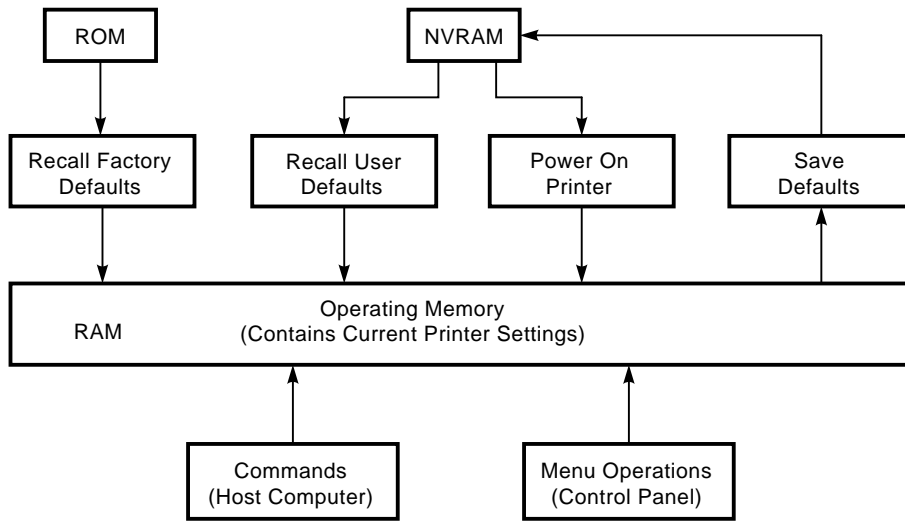 ROM
NVRAM
Recall Factory
Defaults
Recall User
Defaults
Power On
Printer
Save
Defaults
Operating Memory
(Contains Current Printer Settings)
RAM
Commands
(Host Computer)
Menu Operations
(Control Panel)